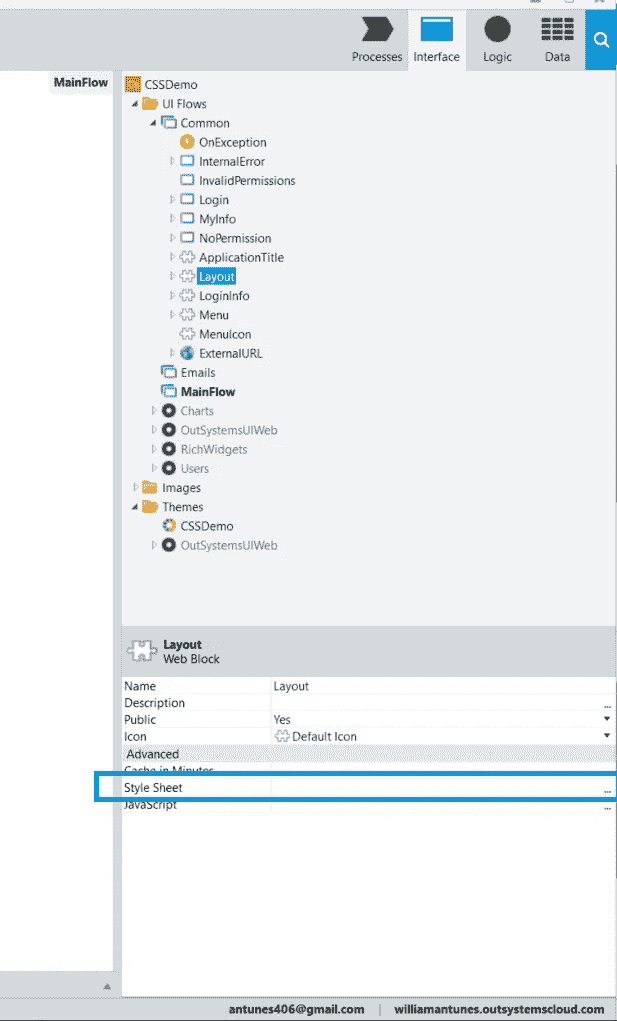 Processes Interface Logic Data
MainFlow
CSSDemo
UI Flows
Common
OnException
InternalError
InvalidPermissions
Login
MyInfo
NoPermission
ApplicationTitle
Layout
LoginInfo
Menu
MenuIcon
ExternalURL
Emails
MainFlow
Charts
OutSystemsUIWeb
RichWidgets
Users
Images
Themes
CSSDemo
OutSystemsUIWeb
Layout
Web Block
Name Layout
Description ...
Public Yes
Icon Default Icon
Advanced
Cache in Minutes
Style Sheet ...
JavaScript ...
antunes406@gmail.com | williamantunes.outsystemscloud.com